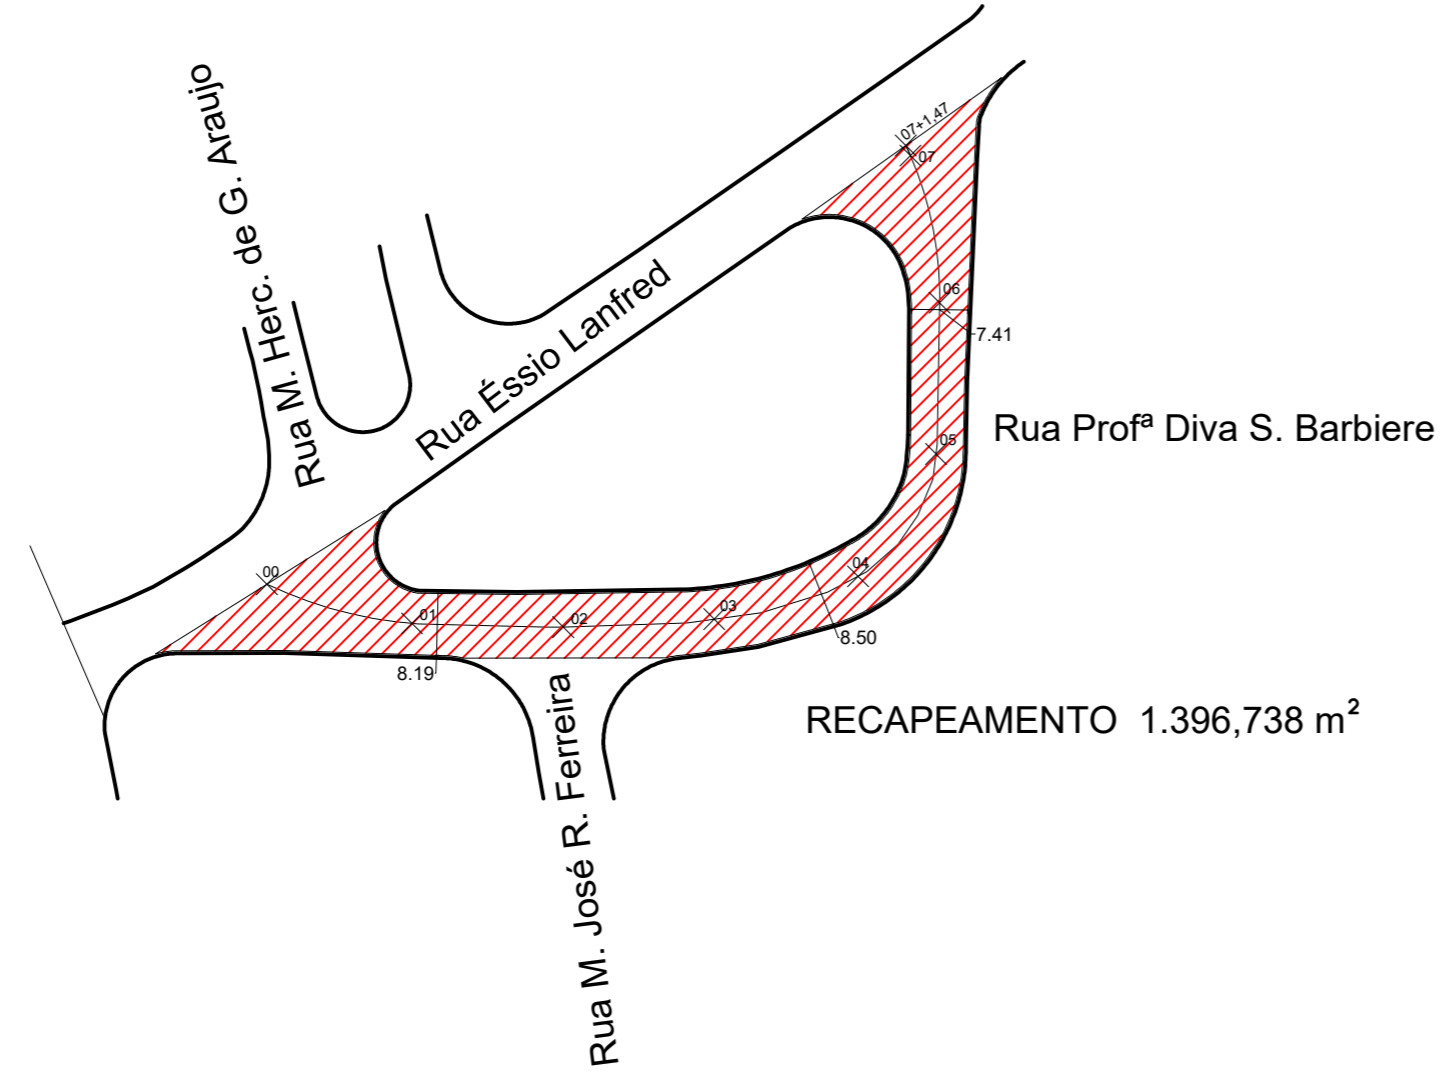 Rua M. Herc. de G. Araujo
07+1,47
07
06
7.41
Rua Éssio Lanfred
Rua Profª Diva S. Barbiere
05
04
00
03
01
02
8.50
8.19
RECAPEAMENTO 1.396,738 m²
Rua M. José R. Ferreira